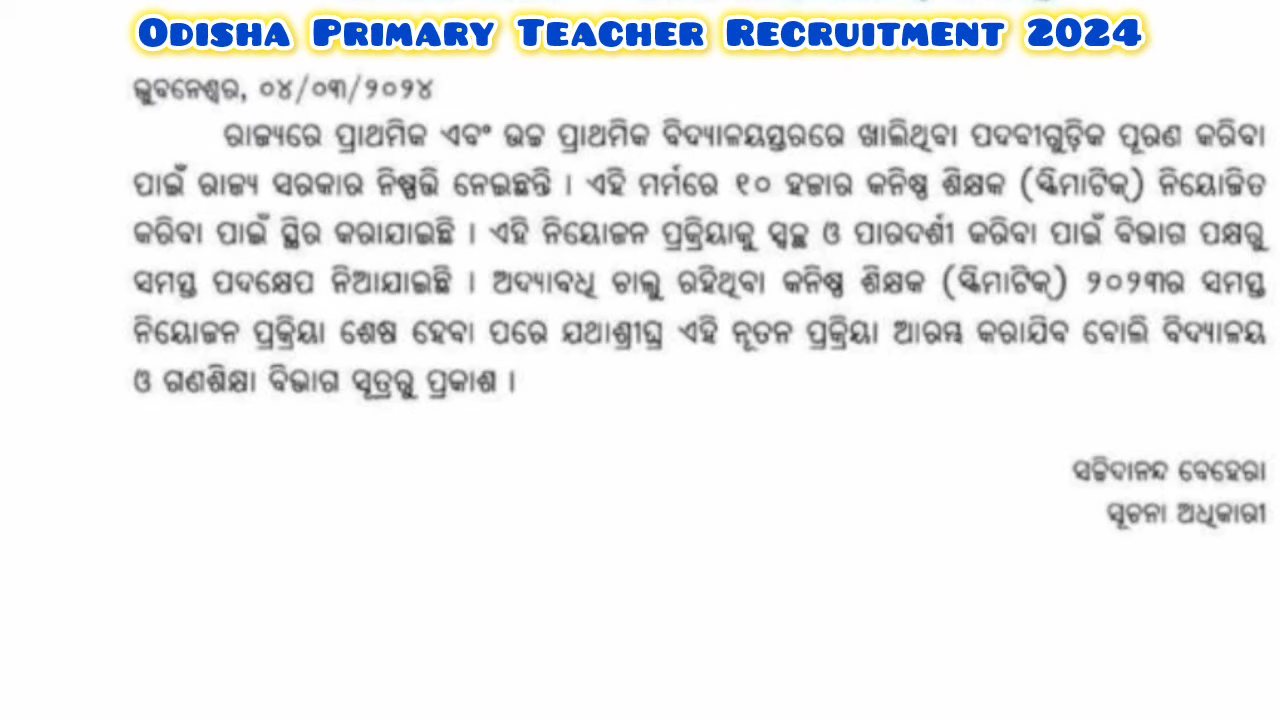 ODISHA PRIMARY TEACHER RECRUITMENT 2024
ଭୁବନେଶ୍ୱର, ୦୪/୦୩/୨୦୨୪
ରାଜ୍ୟରେ ପ୍ରାଥମିକ ଏବଂ ଉଚ୍ଚ ପ୍ରାଥମିକ ବିଦ୍ୟାଳୟସ୍ତରରେ ଖାଲିଥିବା ପଦବୀଗୁଡ଼ିକ ପୂରଣ କରିବା
ପାଇଁ ରାଜ୍ୟ ସରକାର ନିଷ୍ପତ୍ତି ନେଇଛନ୍ତି । ଏହି ମର୍ମରେ ୧୦ ହଜାର କନିଷ୍ଠ ଶିକ୍ଷକ (ସ୍କିମାଟିକ୍) ନିୟୋଜିତ
କରିବା ପାଇଁ ସ୍ଥିର କରାଯାଇଛି । ଏହି ନିୟୋଜନ ପ୍ରକ୍ରିୟାକୁ ସ୍ୱଚ୍ଛ ଓ ପାରଦର୍ଶୀ କରିବା ପାଇଁ ବିଭାଗ ପକ୍ଷରୁ
ସମସ୍ତ ପଦକ୍ଷେପ ନିଆଯାଇଛି । ଅଦ୍ୟାବଧି ଚାଲୁ ରହିଥିବା କନିଷ୍ଠ ଶିକ୍ଷକ (ସ୍କିମାଟିକ୍) ୨୦୨୩ର ସମସ୍ତ
ନିୟୋଜନ ପ୍ରକ୍ରିୟା ଶେଷ ହେବା ପରେ ଯଥାଶୀଘ୍ର ଏହି ନୂତନ ପ୍ରକ୍ରିୟା ଆରମ୍ଭ କରାଯିବ ବୋଲି ବିଦ୍ୟାଳୟ
ଓ ଗଣଶିକ୍ଷା ବିଭାଗ ସୂତ୍ରରୁ ପ୍ରକାଶ ।
ସଚ୍ଚିଦାନନ୍ଦ ବେହେରା
ସୂଚନା ଅଧିକାରୀ